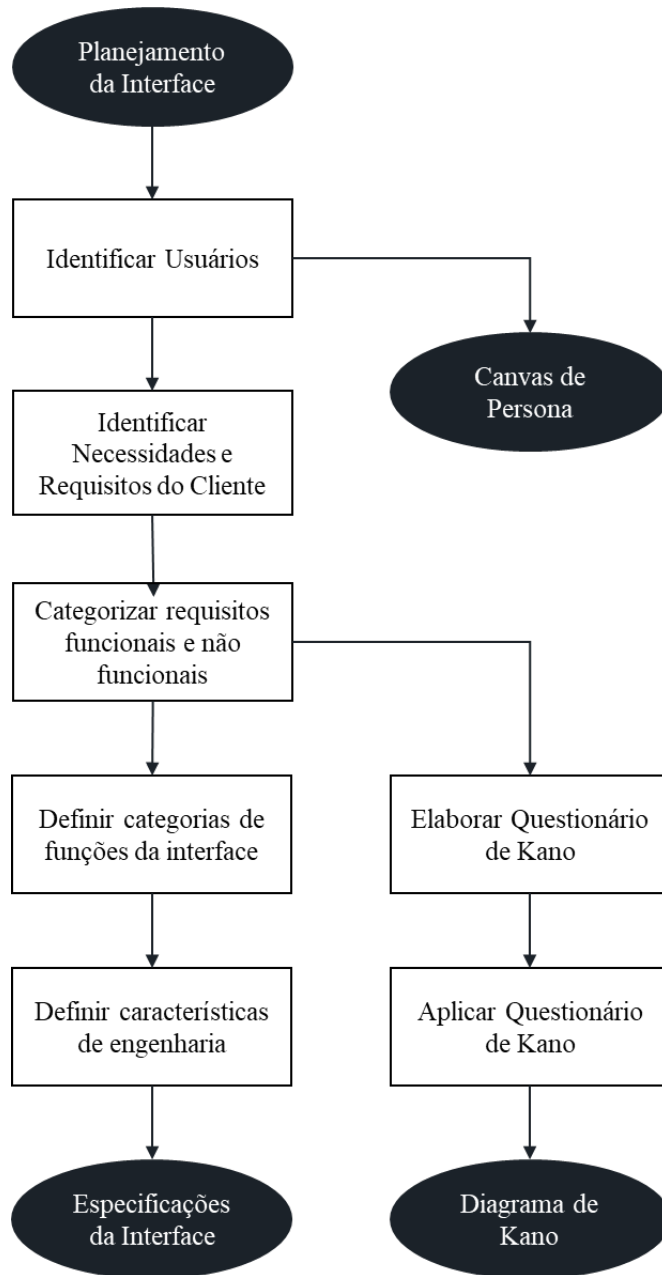 Planejamento
da Interface
Identificar Usuários
Canvas de
Persona
Identificar
Necessidades e
Requisitos do Cliente
Categorizar requisitos
funcionais e não
funcionais
Definir categorias de
funções da interface
Elaborar Questionário
de Kano
Definir característícas
de engenharia
Aplicar Questionário
de Kano
Especificações
da Interface
Diagrama de
Kano